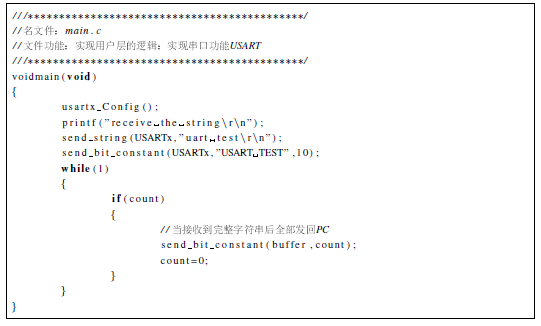 ///********************************************/
//名文件：main.c
//文件功能：实现用户层的逻辑：实现串口功能USART
///********************************************/
voidmain(void)
{
usartx_Config();
printf("receive␣the␣string\r\n");
send_string(USARTx,"uart␣test\r\n");
send_bit_constant(USARTx,"USART␣TEST",10);
while(1)
{
if(count)
{
//当接收到完整字符串后全部发回PC
send_bit_constant(buffer,count);
count=0;
}
}
}